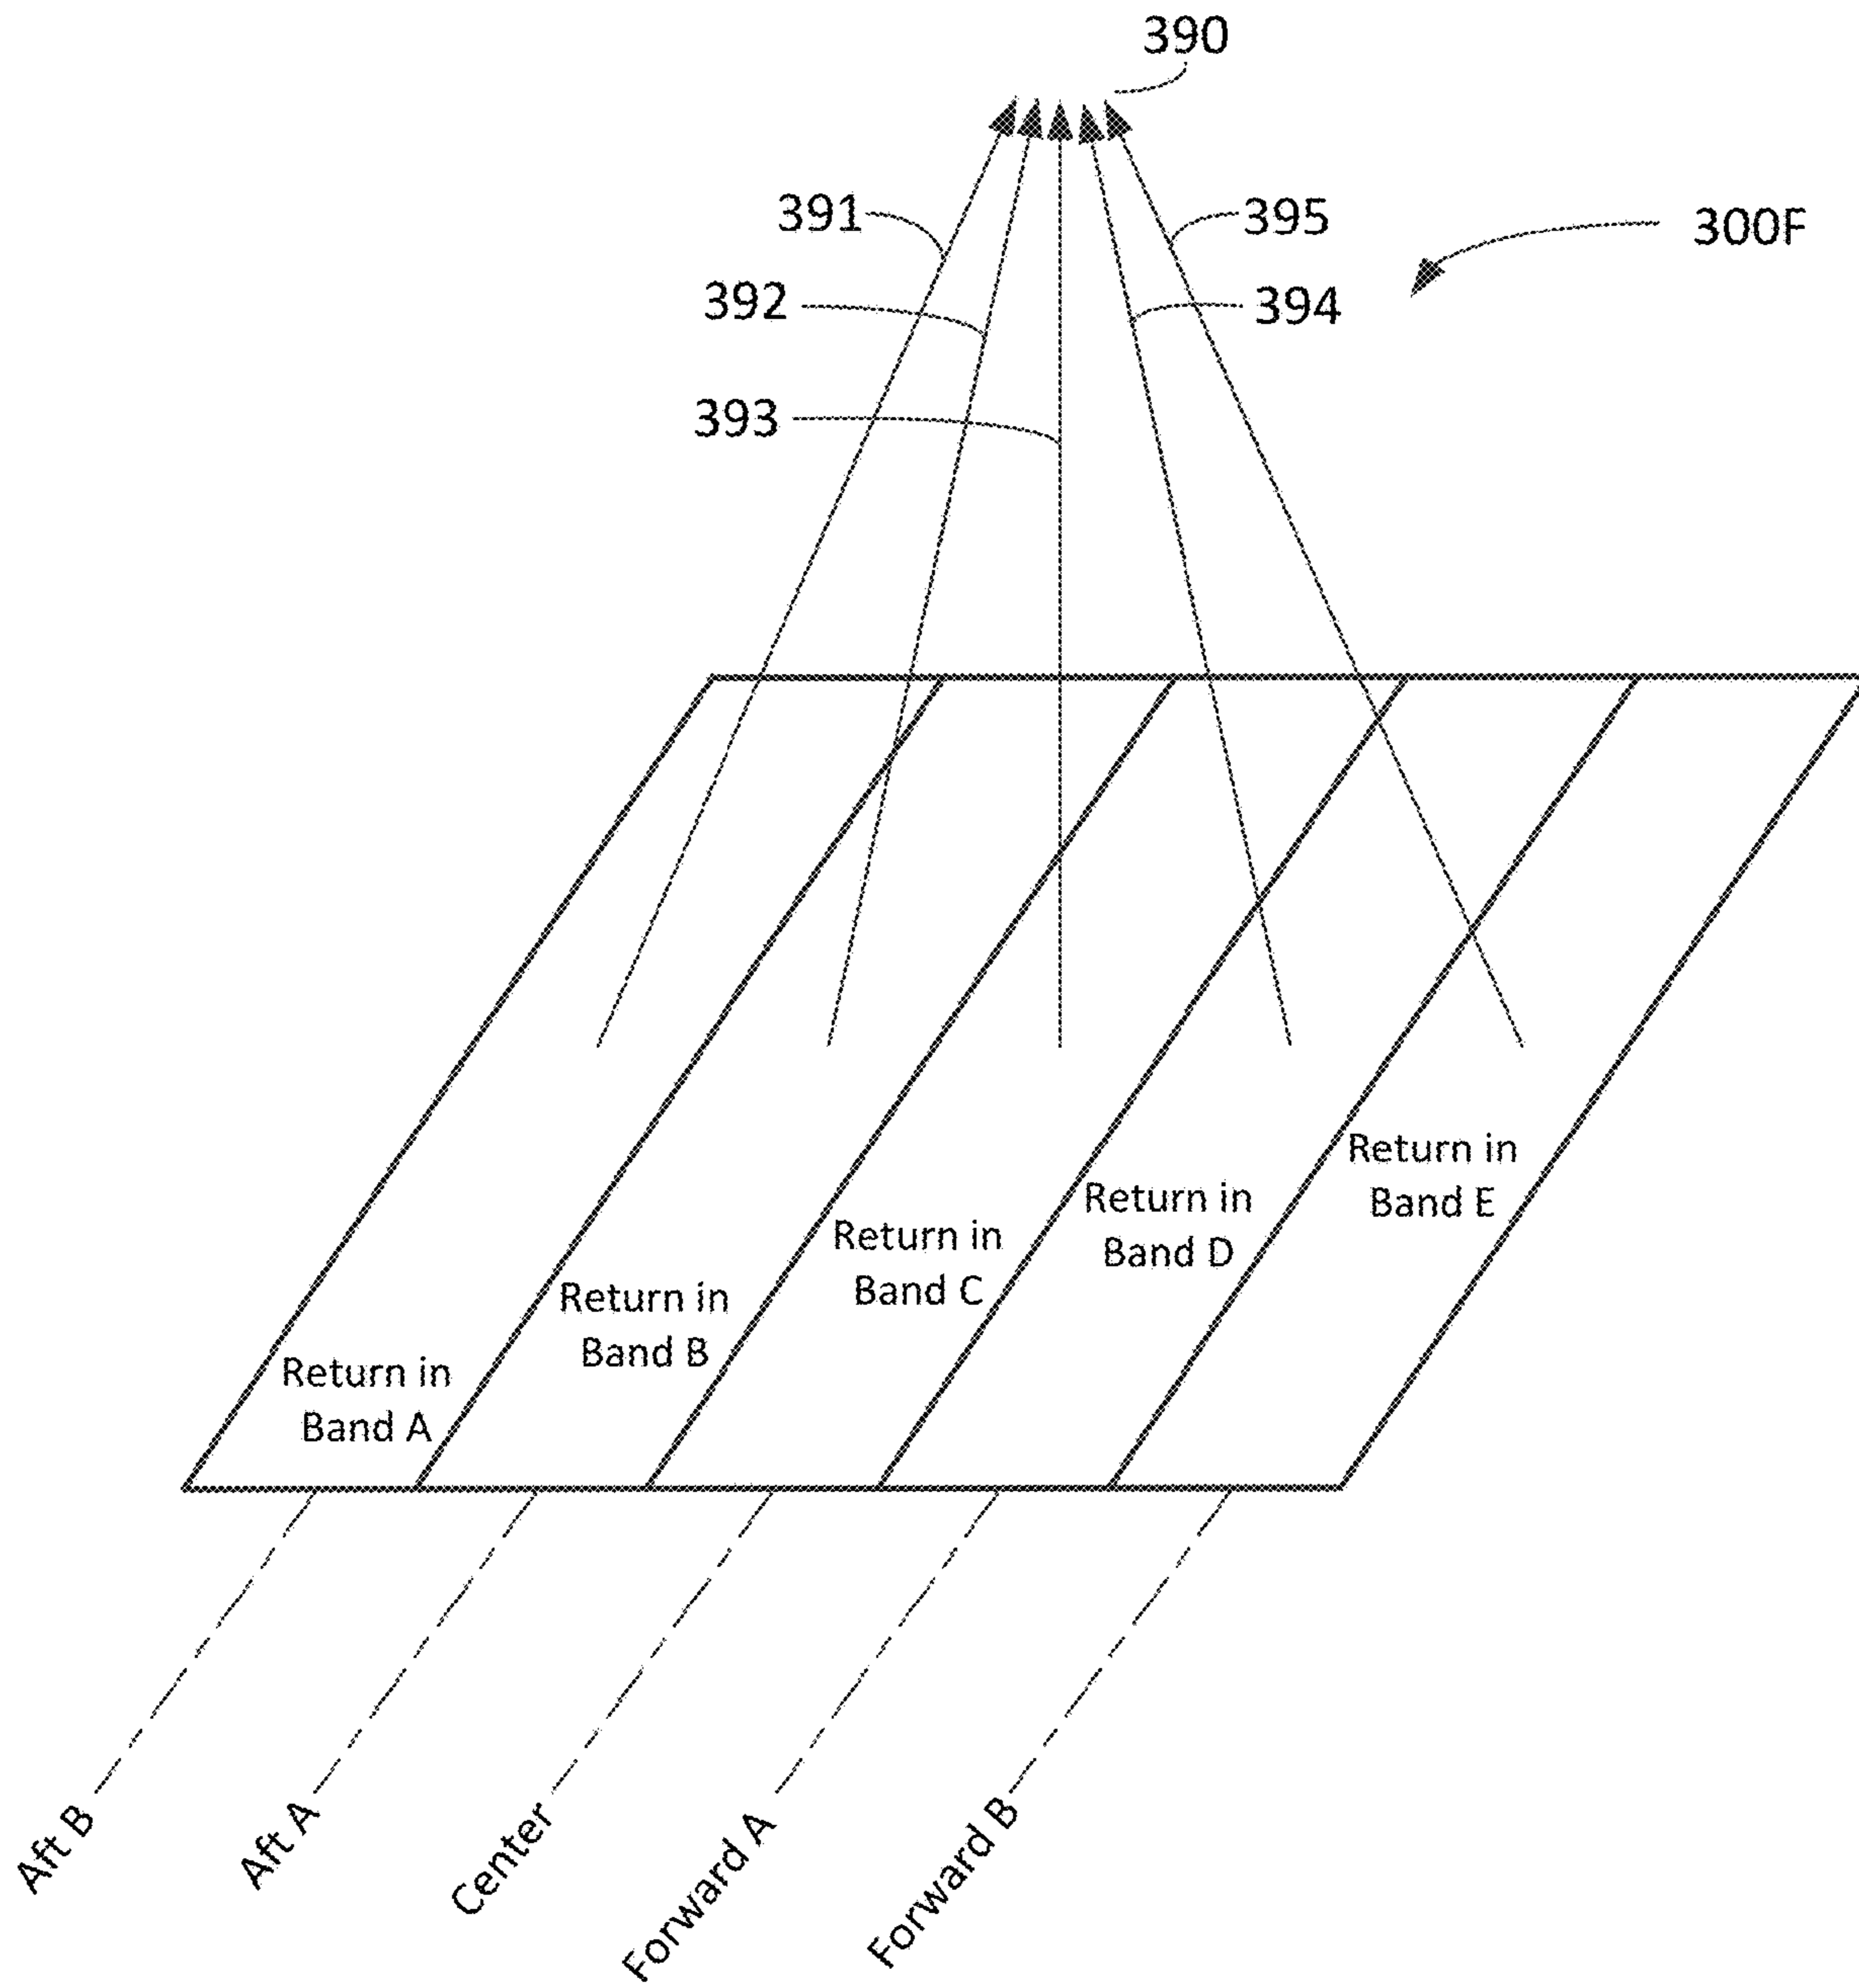 390
391
395
300F
392
394
393
Return in
Band A
Return in
Band B
Return in
Band C
Return in
Band D
Return in
Band E
Aft B
Aft A
Center
Forward A
Forward B